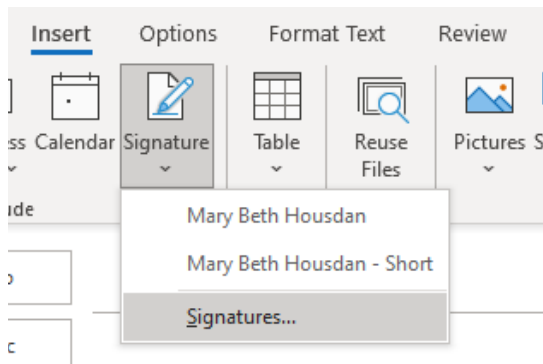 Insert Options Format Text Review
Calendar Signature Table Reuse Files Pictures
Mary Beth Housdan
Mary Beth Housdan - Short
Signatures...